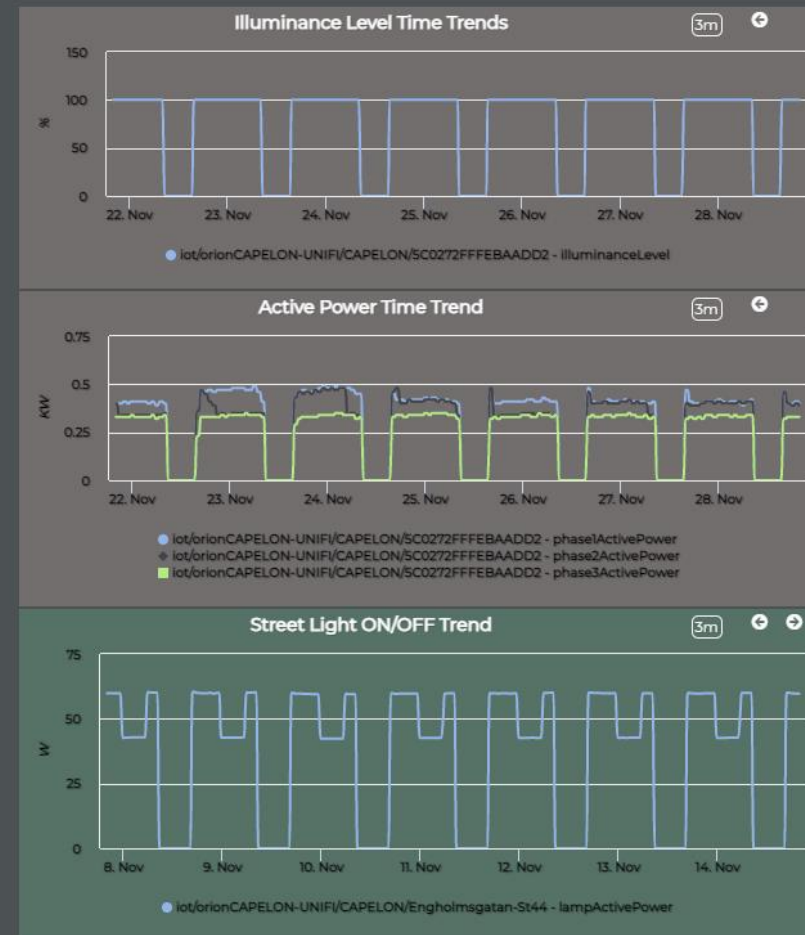 Illuminance Level Time Trends
3m
150
100
50
0
%
22. Nov 23. Nov 24. Nov 25. Nov 26. Nov 27. Nov 28. Nov
iot/orionCAPELON-UNIFI/CAPELON/5C0272FFFEBAADD2 - illuminanceLevel
Active Power Time Trend
3m
0.75
0.5
0.25
0
KW
22. Nov 23. Nov 24. Nov 25. Nov 26. Nov 27. Nov 28. Nov
iot/orionCAPELON-UNIFI/CAPELON/5C0272FFFEBAADD2 - phase1ActivePower
iot/orionCAPELON-UNIFI/CAPELON/5C0272FFFEBAADD2 - phase2ActivePower
iot/orionCAPELON-UNIFI/CAPELON/5C0272FFFEBAADD2 - phase3ActivePower
Street Light ON/OFF Trend
3m
75
50
25
0
W
8. Nov 9. Nov 10. Nov 11. Nov 12. Nov 13. Nov 14. Nov
iot/orionCAPELON-UNIFI/CAPELON/Engholmsgatan-St44 - lampActivePower